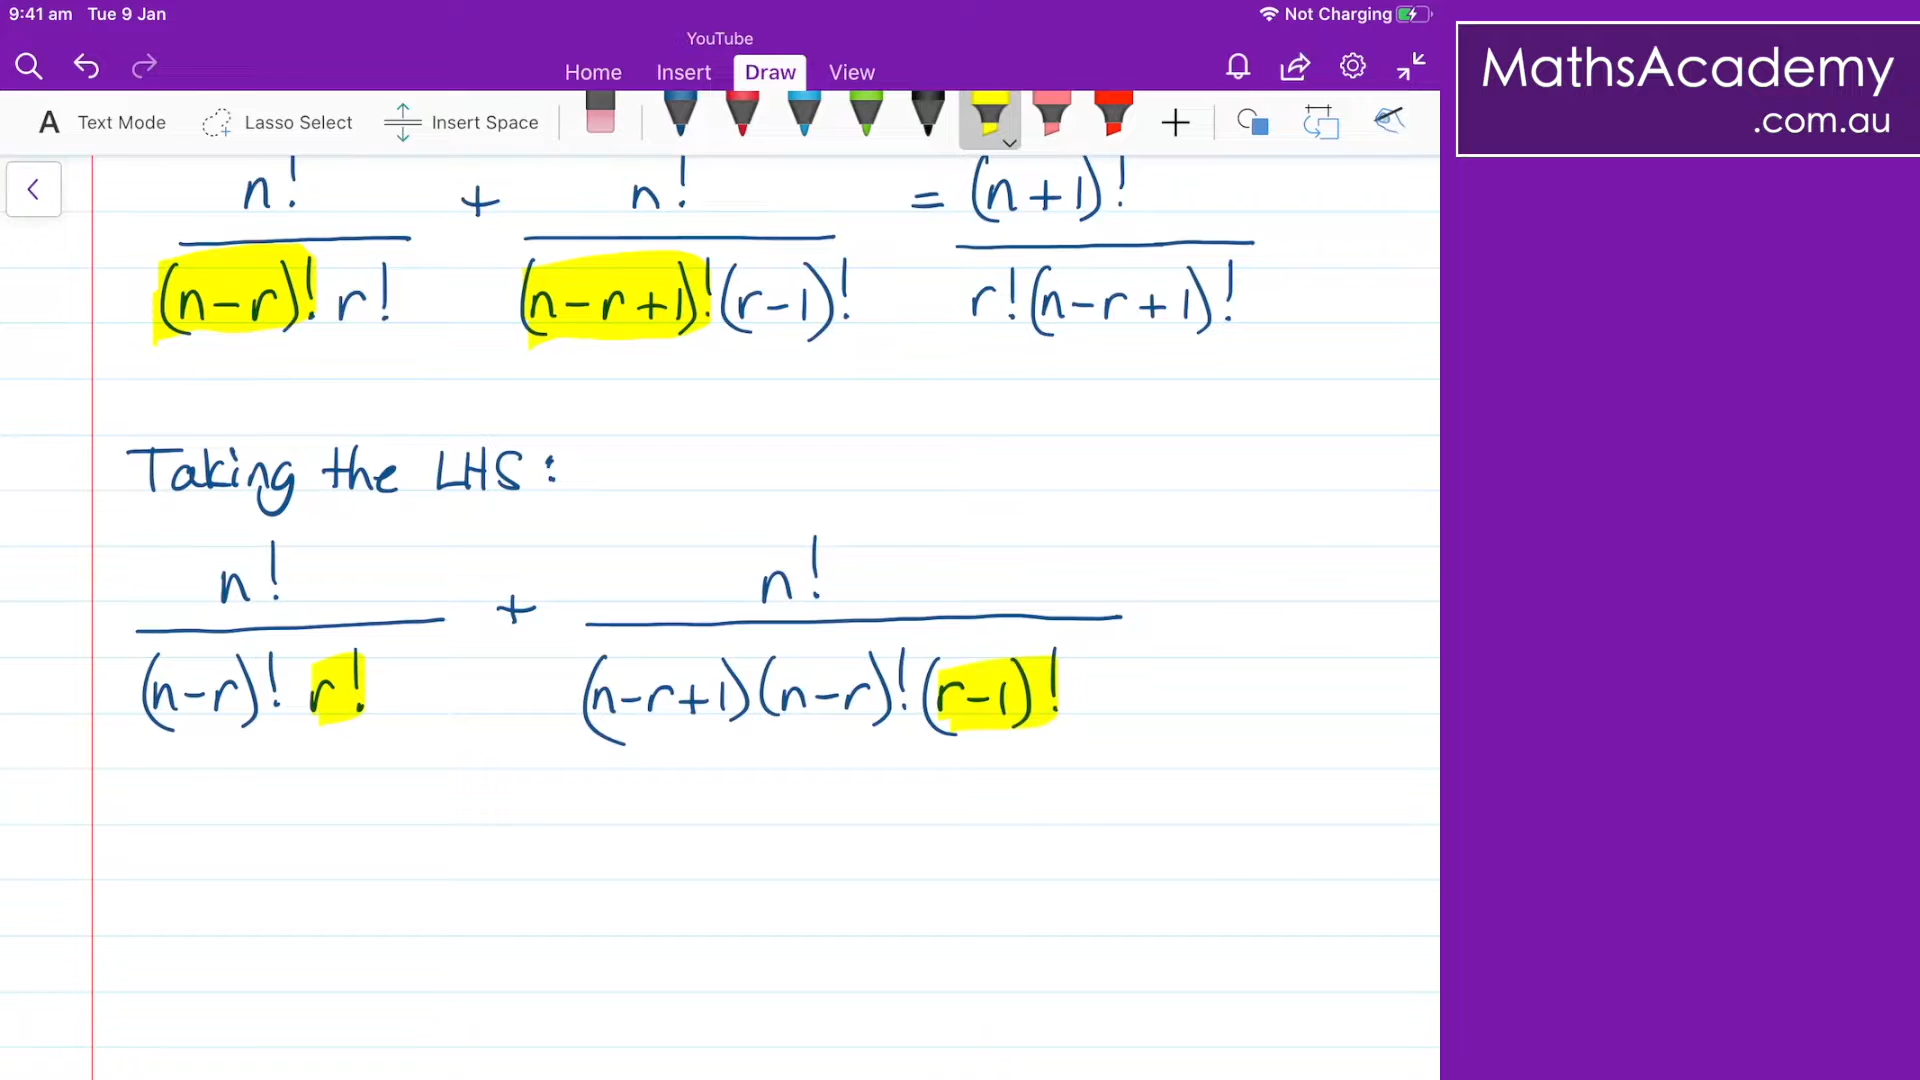 9:41 am Tue 9 Jan
Not Charging
YouTube
Home Insert Draw View
MathsAcademy
.com.au
A Text Mode Lasso Select Insert Space
n! + n! = (n+1)!
(n-r)! r! (n-r+1)!(r-1)! r!(n-r+1)!
Taking the LHS:
n! + n!
(n-r)! r! (n-r+1)(n-r)!(r-1)!